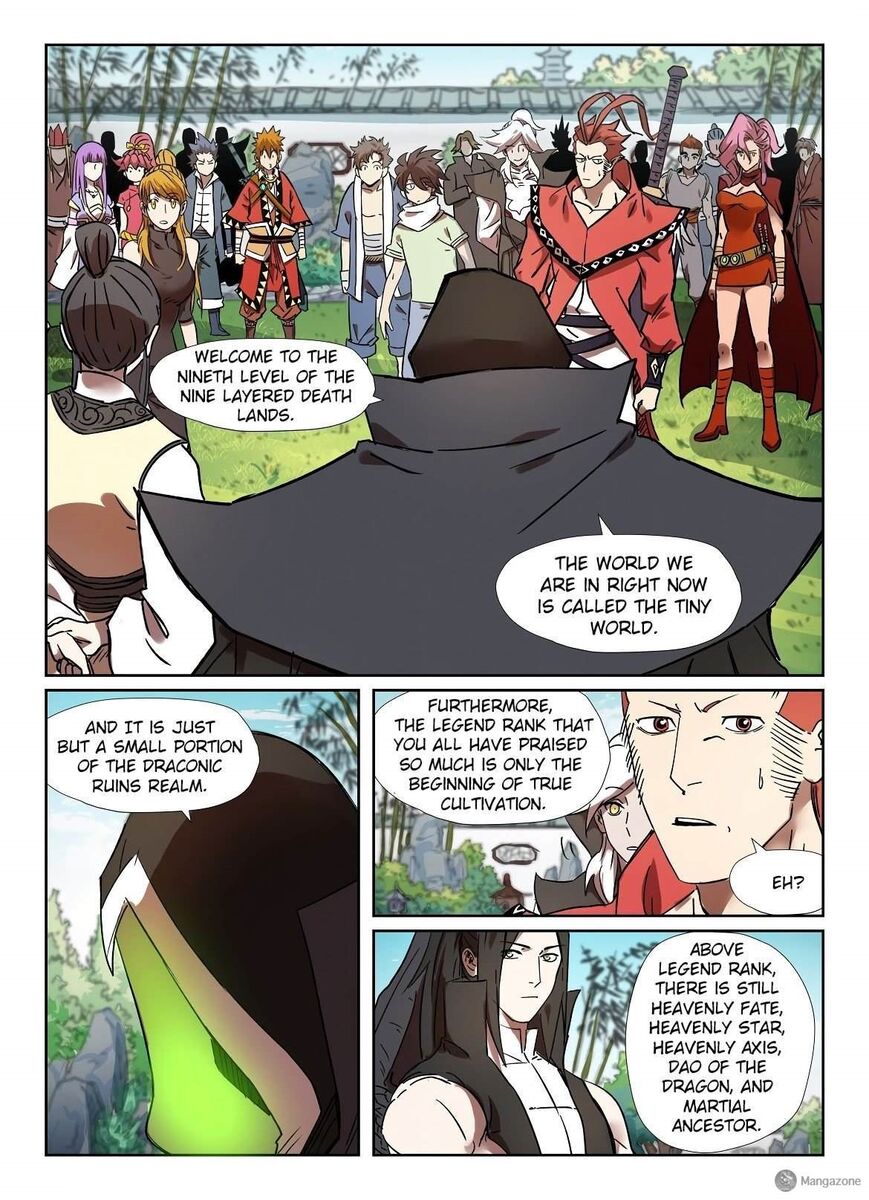 WELCOME TO THE
NINETH LEVEL OF THE
NINE LAYERED DEATH
LANDS.
THE WORLD WE
ARE IN RIGHT NOW
IS CALLED THE TINY
WORLD.
AND IT IS JUST
BUT A SMALL PORTION
OF THE DRACONIC
RUINS REALM.
FURTHERMORE,
THE LEGEND RANK THAT
YOU ALL HAVE PRAISED
SO MUCH IS ONLY THE
BEGINNING OF TRUE
CULTIVATION.
EH?
ABOVE
LEGEND RANK,
THERE IS STILL
HEAVENLY FATE,
HEAVENLY STAR,
HEAVENLY AXIS,
DAO OF THE
DRAGON, AND
MARTIAL
ANCESTOR.
Mangazone